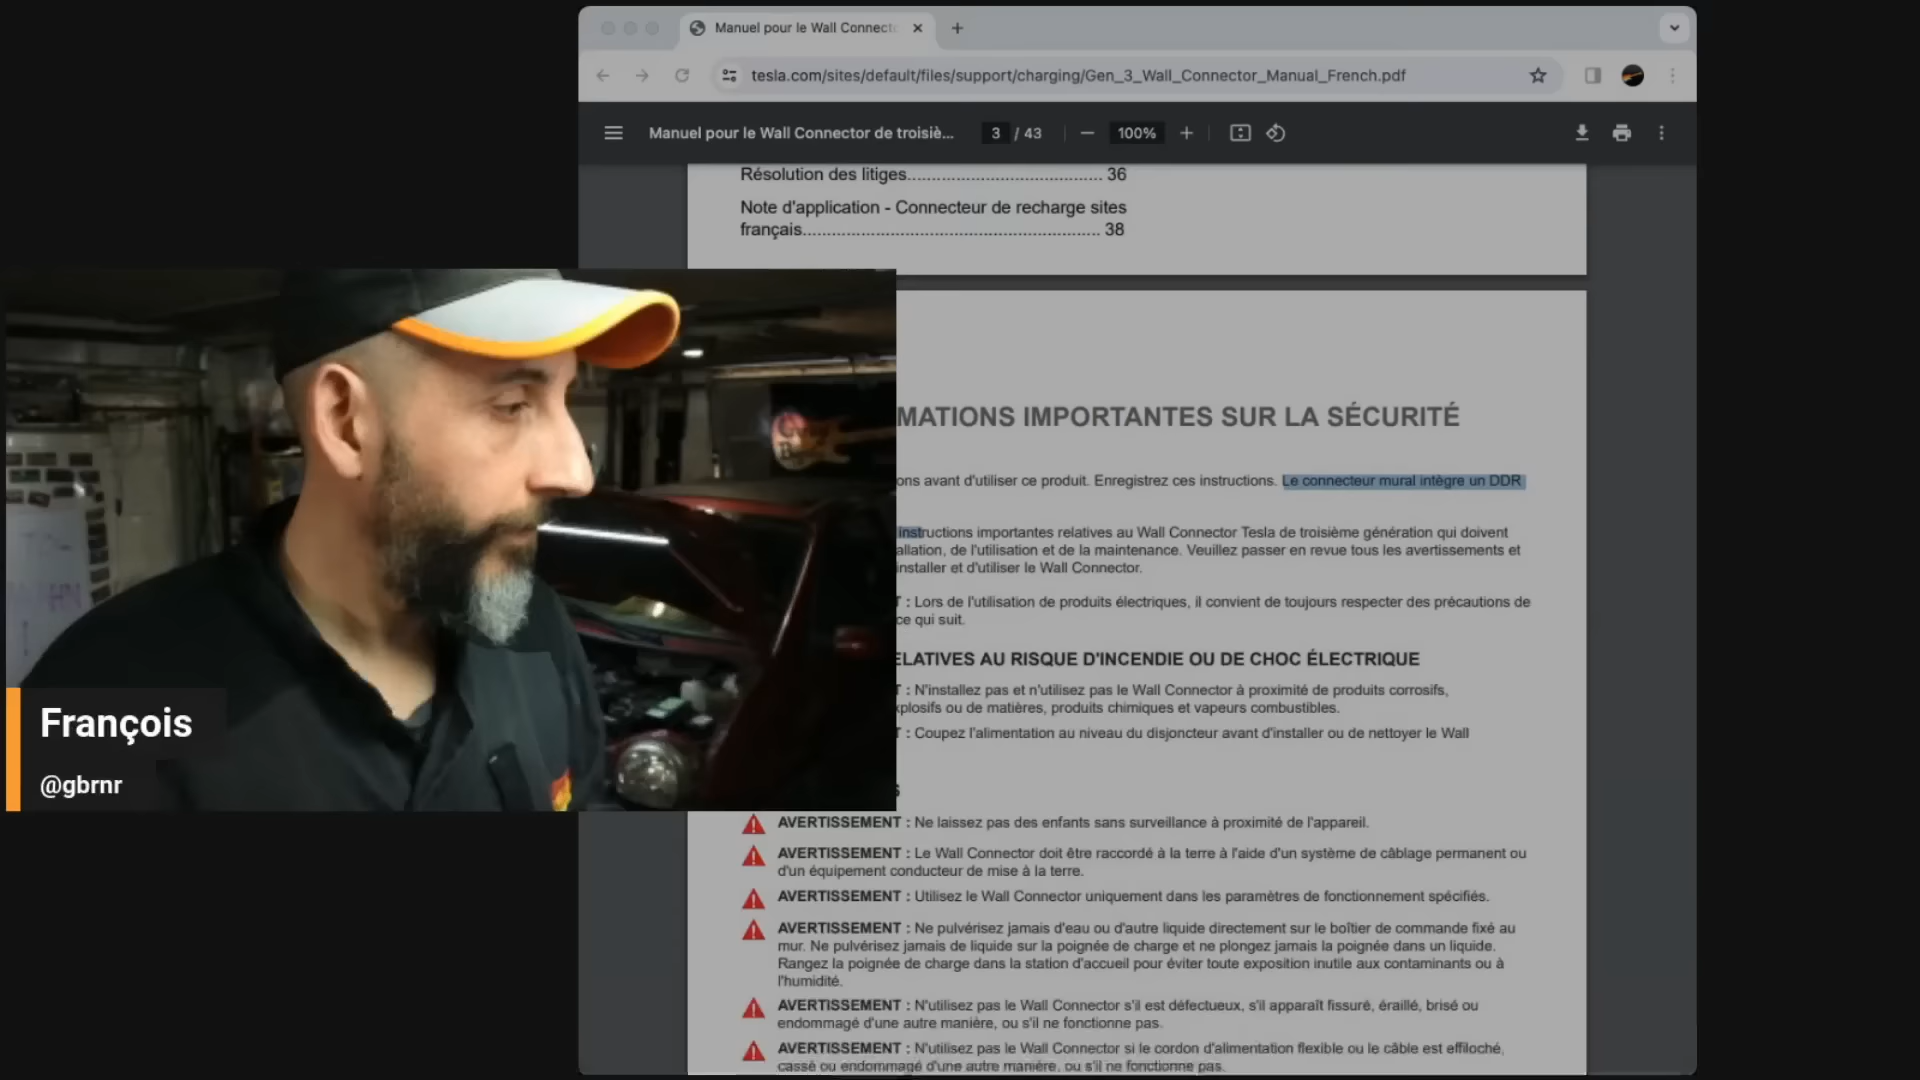 Manuel pour le Wall Connect
tesla.com/sites/default/files/support/charging/Gen_3_Wall_Connector_Manual_French.pdf
Manuel pour le Wall Connector de troisiè... 3 / 43 100%
Résolution des litiges........................................ 36
Note d'application - Connecteur de recharge sites
français............................................................ 38
MATIONS IMPORTANTES SUR LA SÉCURITÉ
ons avant d'utiliser ce produit. Enregistrez ces instructions. Le connecteur mural intègre un DDR
instructions importantes relatives au Wall Connector Tesla de troisième génération qui doivent
allation, de l'utilisation et de la maintenance. Veuillez passer en revue tous les avertissements et
installer et d'utiliser le Wall Connector.
T : Lors de l'utilisation de produits électriques, il convient de toujours respecter des précautions de
ce qui suit.
ELATIVES AU RISQUE D'INCENDIE OU DE CHOC ÉLECTRIQUE
T : N'installez pas et n'utilisez pas le Wall Connector à proximité de produits corrosifs,
xplosifs ou de matières, produits chimiques et vapeurs combustibles.
T : Coupez l'alimentation au niveau du disjoncteur avant d'installer ou de nettoyer le Wall
S
François
@gbrnr
AVERTISSEMENT : Ne laissez pas des enfants sans surveillance à proximité de l'appareil.
AVERTISSEMENT : Le Wall Connector doit être raccordé à la terre à l'aide d'un système de câblage permanent ou
d'un équipement conducteur de mise à la terre.
AVERTISSEMENT : Utilisez le Wall Connector uniquement dans les paramètres de fonctionnement spécifiés.
AVERTISSEMENT : Ne pulvérisez jamais d'eau ou d'autre liquide directement sur le boîtier de commande fixé au
mur. Ne pulvérisez jamais de liquide sur la poignée de charge et ne plongez jamais la poignée dans un liquide.
Rangez la poignée de charge dans la station d'accueil pour éviter toute exposition inutile aux contaminants ou à
l'humidité.
AVERTISSEMENT : N'utilisez pas le Wall Connector s'il est défectueux, s'il apparaît fissuré, éraillé, brisé ou
endommagé d'une autre manière, ou s'il ne fonctionne pas.
AVERTISSEMENT : N'utilisez pas le Wall Connector si le cordon d'alimentation flexible ou le câble est effiloché,
cassé ou endommagé d'une autre manière, ou s'il ne fonctionne pas.